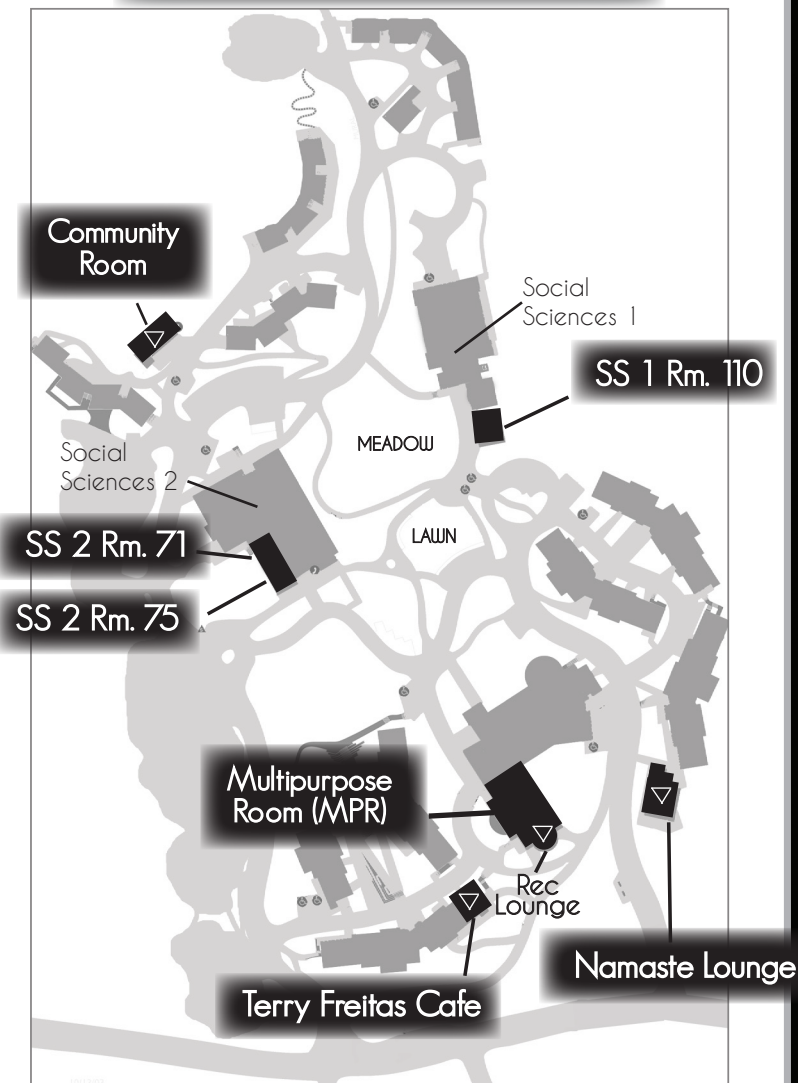 Community
Room
Social
Sciences 1
SS 1 Rm. 110
MEADOW
Social
Sciences 2
LAWN
SS 2 Rm. 71
SS 2 Rm. 75
Multipurpose
Room (MPR)
Rec
Lounge
Namaste Lounge
Terry Freitas Cafe